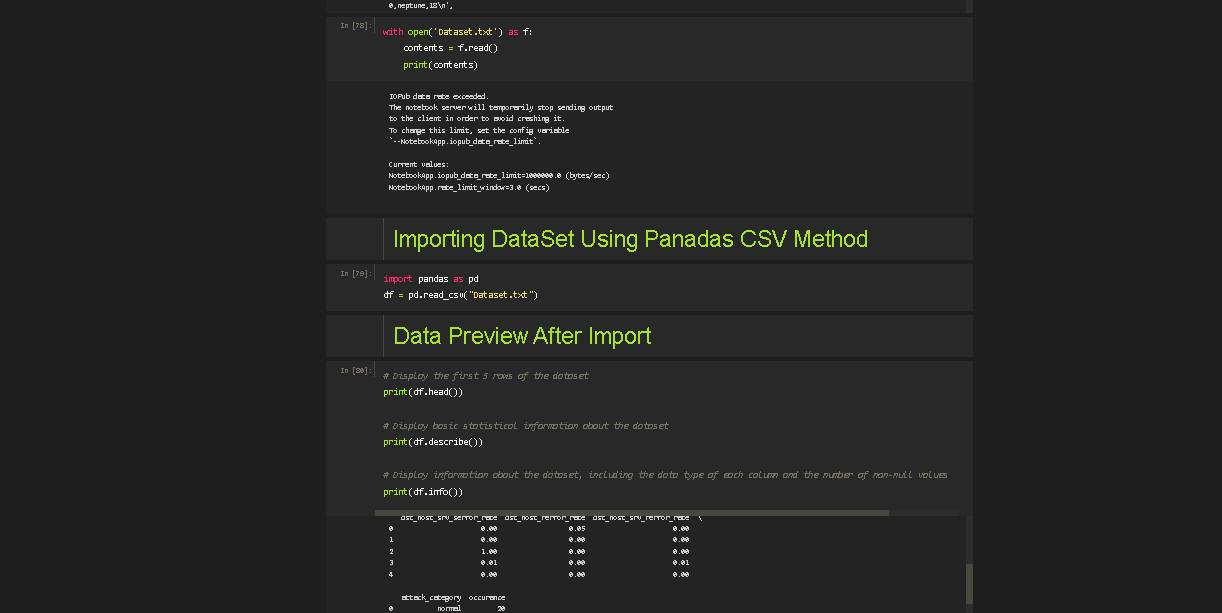 0,neptune,18\n',
In [78]:
with open('Dataset.txt') as f:
contents = f.read()
print(contents)
IOPub data rate exceeded.
The notebook server will temporarily stop sending output
to the client in order to avoid crashing it.
To change this limit, set the config variable
`--NotebookApp.iopub_data_rate_limit`.
Current values:
NotebookApp.iopub_data_rate_limit=1000000.0 (bytes/sec)
NotebookApp.rate_limit_window=3.0 (secs)
Importing DataSet Using Panadas CSV Method
In [79]:
import pandas as pd
df = pd.read_csv("Dataset.txt")
Data Preview After Import
In [80]:
# Display the first 5 rows of the dataset
print(df.head())
# Display basic statistical information about the dataset
print(df.describe())
# Display information about the dataset, including the data type of each column and the number of non-null values
print(df.info())
dst_host_srv_serror_rate dst_host_rerror_rate dst_host_srv_rerror_rate \
0 0.00 0.05 0.00
1 0.00 0.00 0.00
2 1.00 0.00 0.00
3 0.01 0.00 0.01
4 0.00 0.00 0.00
attack_category occurance
0 normal 20